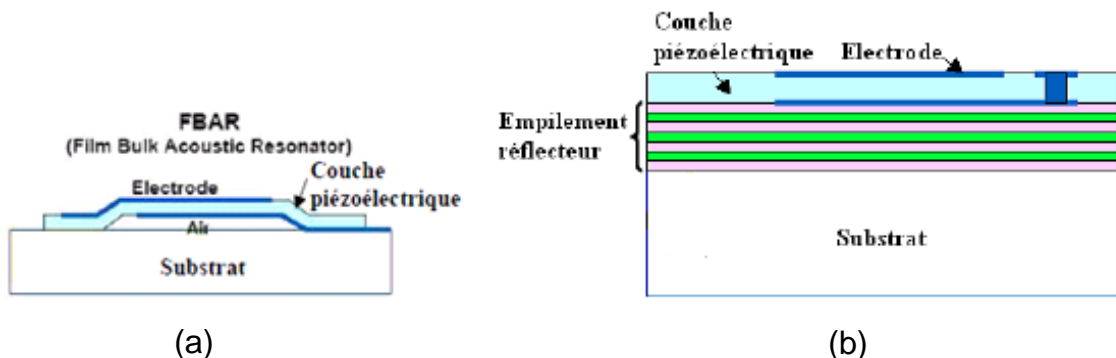 FBAR
(Film Bulk Acoustic Resonator)
Electrode
Couche
piézoélectrique
Air
Substrat
(a)
Couche
piézoélectrique
Electrode
Empilement
réflecteur
Substrat
(b)